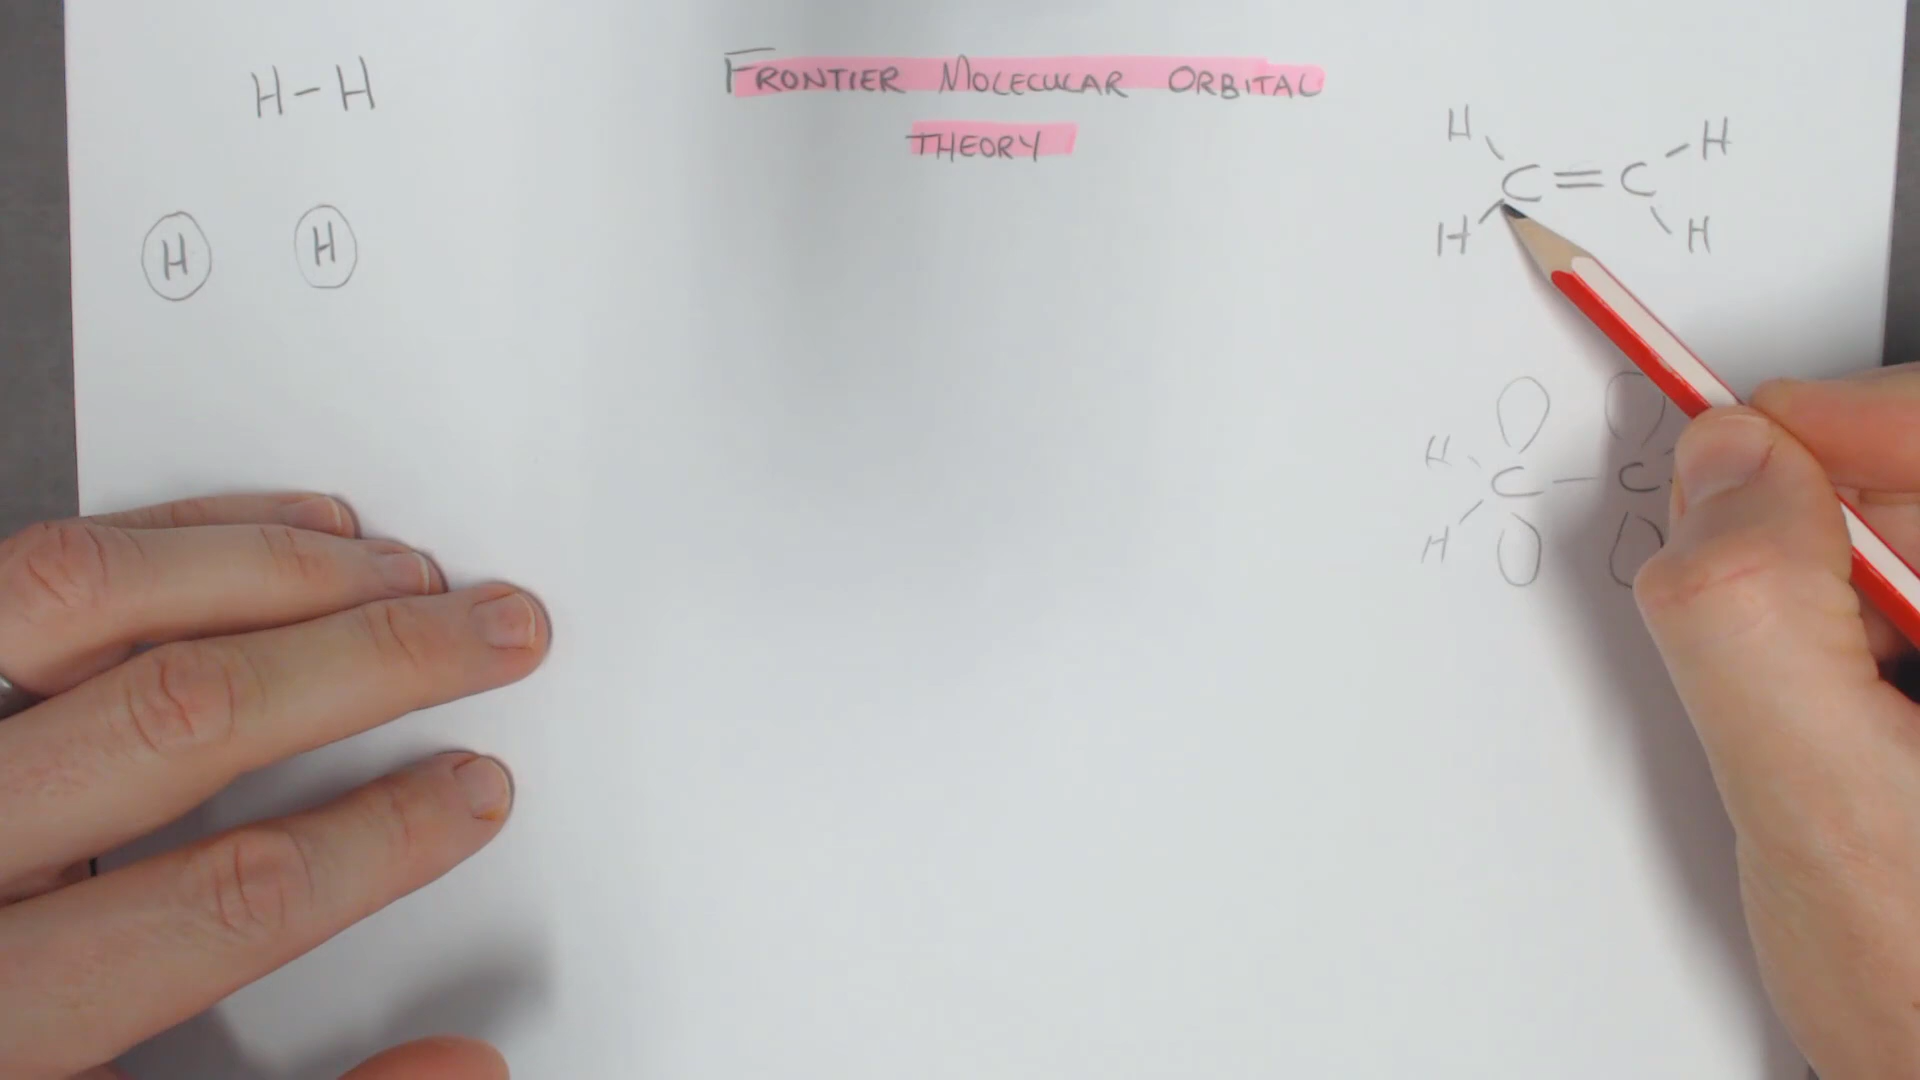 FRONTIER MOLECULAR ORBITAL
THEORY
H-H
H H
H H
C=C
H H
H
C-C
H